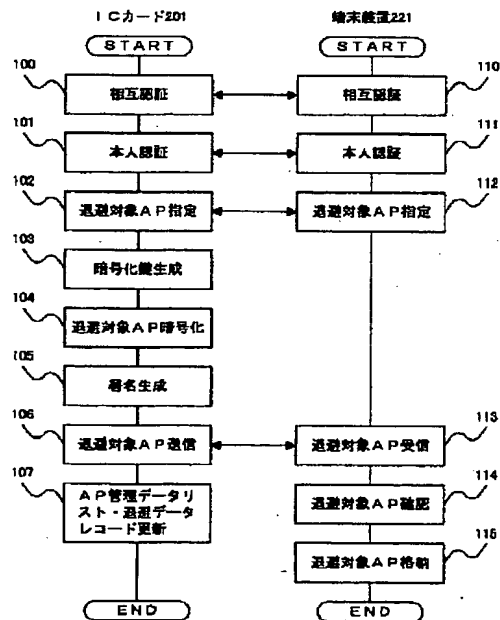 ICカード201
端末装置221
START
START
100
相互認証
相互認証
110
101
本人認証
本人認証
111
102
退避対象AP指定
退避対象AP指定
112
103
暗号化鍵生成
104
退避対象AP暗号化
105
署名生成
106
退避対象AP送信
退避対象AP受信
113
107
AP管理データリ
スト・退避データ
レコード更新
退避対象AP確認
114
退避対象AP格納
115
END
END